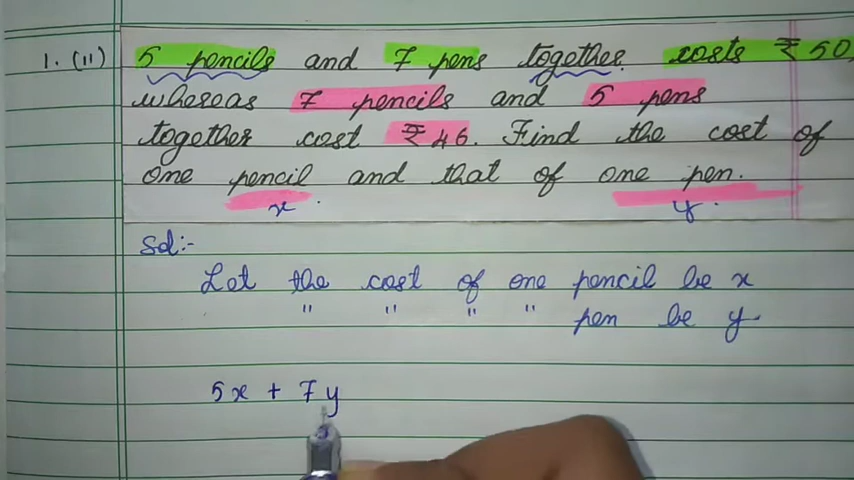 1. (ii) 5 pencils and 7 pens together costs ₹ 50,
whereas 7 pencils and 5 pens
together cost ₹ 46. Find the cost of
one pencil and that of one pen.
x y.
Sol:-
Let the cost of one pencil be x
" " " " pen be y
5x + 7y